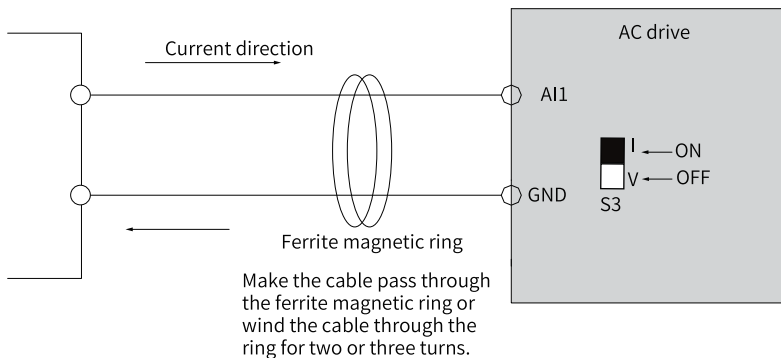 AC drive
Current direction
AI1
I
ON
V
OFF
GND
S3
Ferrite magnetic ring
Make the cable pass through
the ferrite magnetic ring or
wind the cable through the
ring for two or three turns.